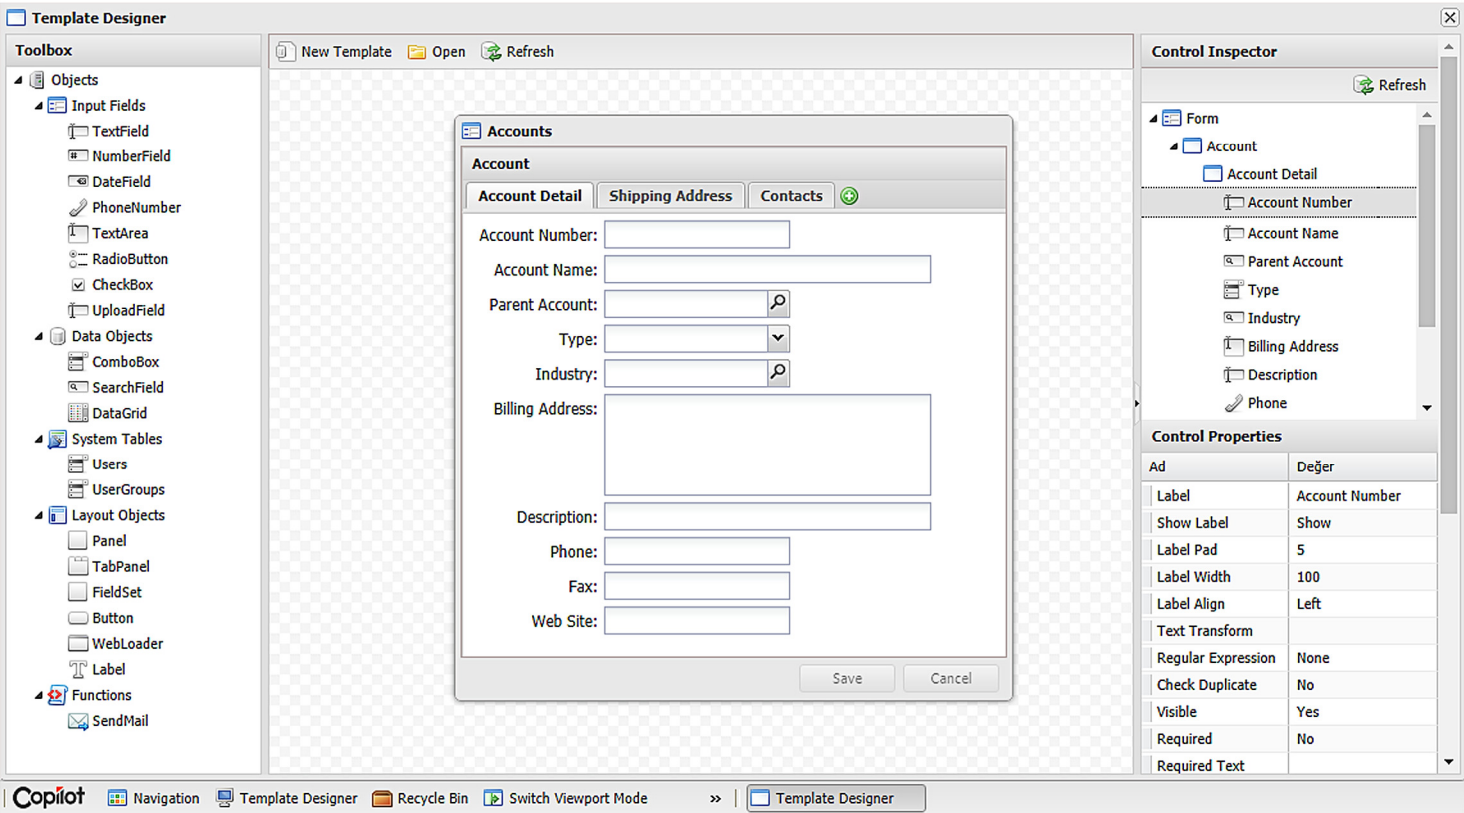 Template Designer
Toolbox
Objects
Input Fields
TextField
NumberField
DateField
PhoneNumber
TextArea
RadioButton
CheckBox
UploadField
Data Objects
ComboBox
SearchField
DataGrid
System Tables
Users
UserGroups
Layout Objects
Panel
TabPanel
FieldSet
Button
WebLoader
Label
Functions
SendMail
New Template Open Refresh
Accounts
Account
Account Detail Shipping Address Contacts
Account Number:
Account Name:
Parent Account:
Type:
Industry:
Billing Address:
Description:
Phone:
Fax:
Web Site:
Save Cancel
Control Inspector
Refresh
Form
Account
Account Detail
Account Number
Account Name
Parent Account
Type
Industry
Billing Address
Description
Phone
Control Properties
Ad Değer
Label Account Number
Show Label Show
Label Pad 5
Label Width 100
Label Align Left
Text Transform
Regular Expression None
Check Duplicate No
Visible Yes
Required No
Required Text
Copilot Navigation Template Designer Recycle Bin Switch Viewport Mode » Template Designer